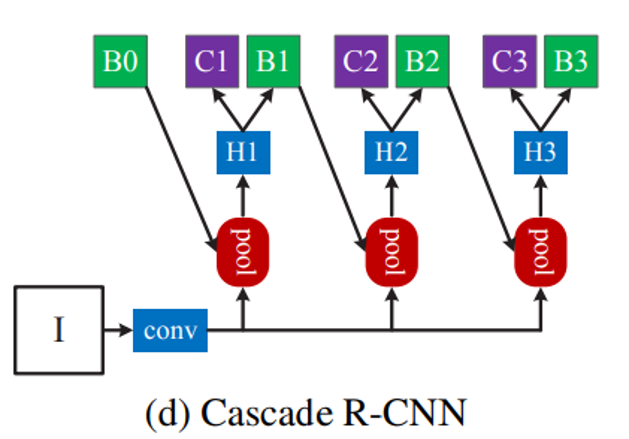 B0 C1 B1 C2 B2 C3 B3
H1 H2 H3
pool pool pool
I conv
(d) Cascade R-CNN